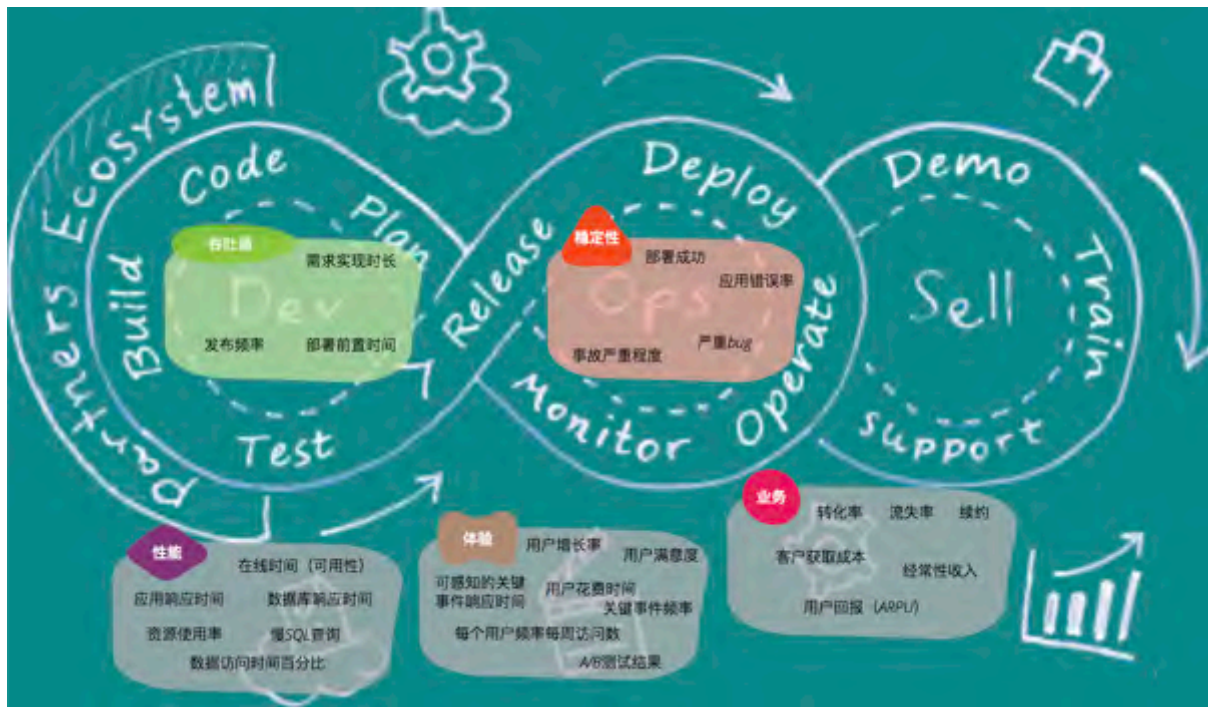 Partners Ecosystem
Code
Plan
Build
Test
Dev
吞吐量
需求实现时长
发布频率
部署前置时间
Release
Deploy
Operate
Monitor
Ops
稳定性
部署成功
应用错误率
严重bug
事故严重程度
Demo
Train
support
Sell
性能
在线时间（可用性）
应用响应时间
数据库响应时间
资源使用率
慢SQL查询
数据访问时间百分比
体验
用户增长率
用户满意度
可感知的关键
事件响应时间
用户花费时间
关键事件频率
每个用户频率每周访问数
A/B测试结果
业务
转化率
流失率
续约
客户获取成本
经常性收入
用户回报（ARPU）